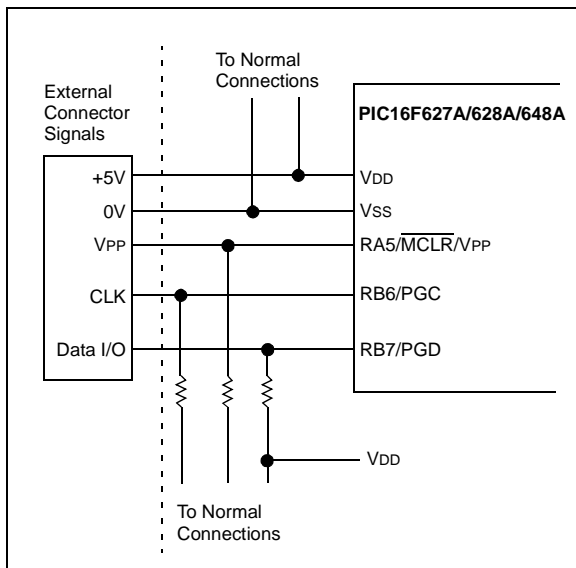 To Normal
Connections
External
Connector
Signals
PIC16F627A/628A/648A
+5V
VDD
0V
VSS
VPP
RA5/MCLR/VPP
CLK
RB6/PGC
Data I/O
RB7/PGD
VDD
To Normal
Connections